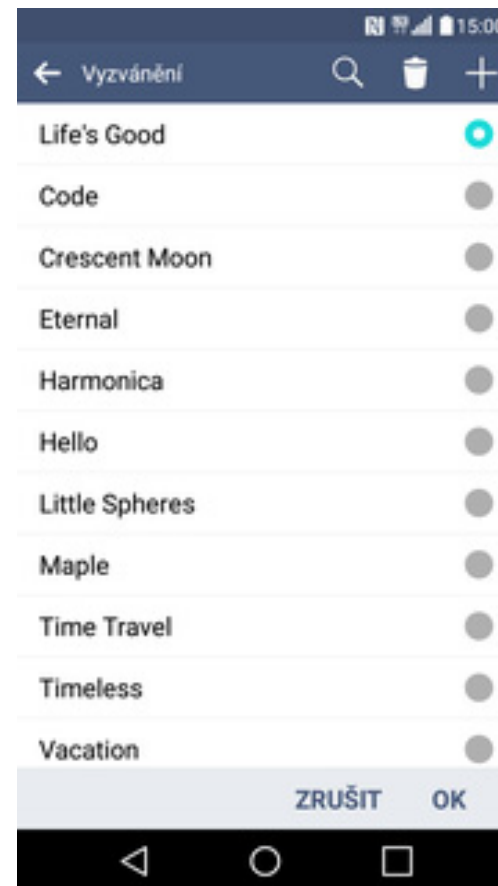 15:00
Vyzvánění
Life's Good
Code
Crescent Moon
Eternal
Harmonica
Hello
Little Spheres
Maple
Time Travel
Timeless
Vacation
ZRUŠIT OK